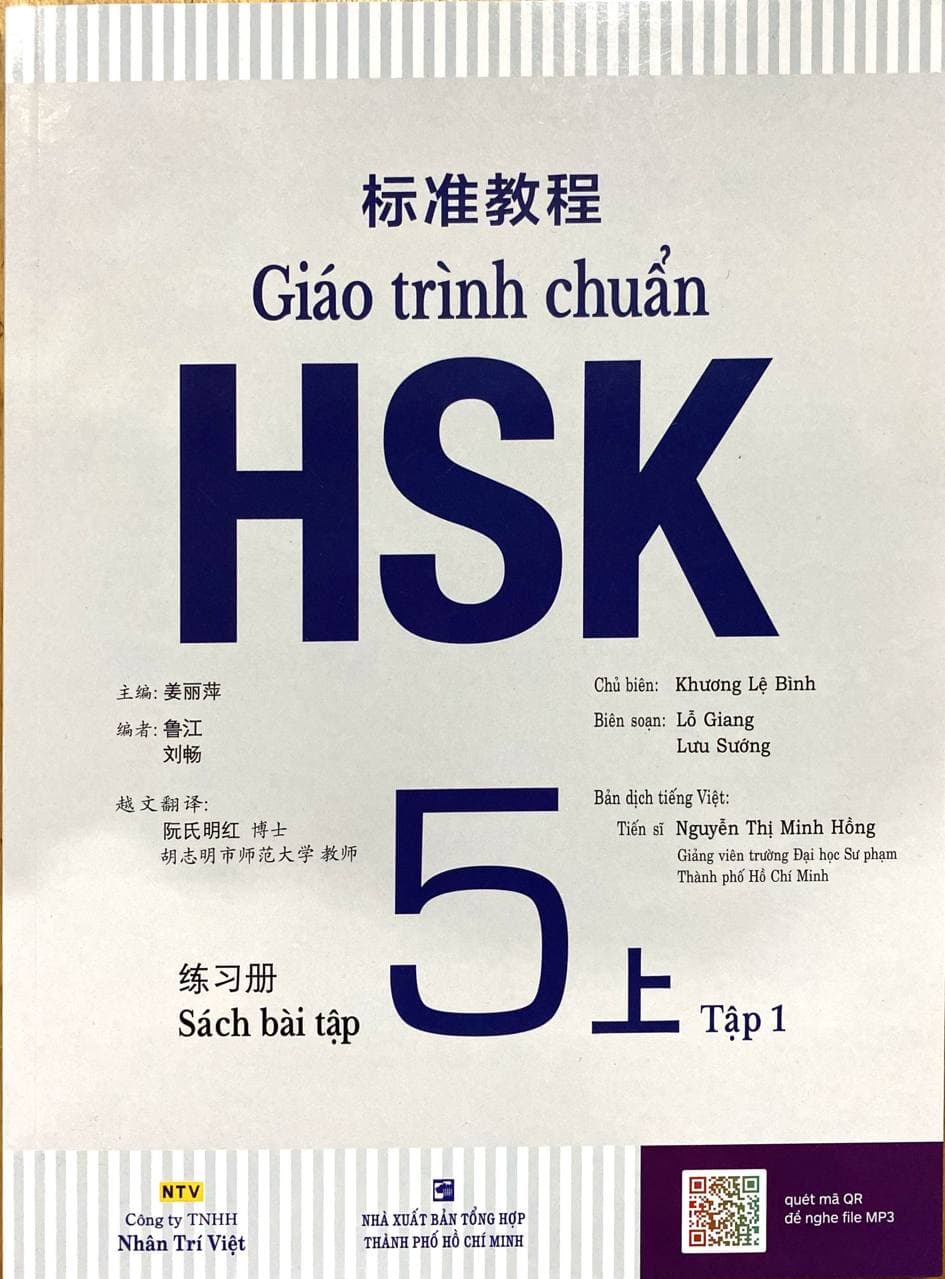 标准教程
Giáo trình chuẩn
HSK
主编: 姜丽萍
编者: 鲁江
刘畅
越文翻译:
阮氏明红 博士
胡志明市师范大学 教师
Chủ biên: Khương Lệ Bình
Biên soạn: Lỗ Giang
Lưu Sướng
Bản dịch tiếng Việt:
Tiến sĩ Nguyễn Thị Minh Hồng
Giảng viên trường Đại học Sư phạm
Thành phố Hồ Chí Minh
练习册
Sách bài tập
5上 Tập 1
NTV
Công ty TNHH
Nhân Trí Việt
NHÀ XUẤT BẢN TỔNG HỢP
THÀNH PHỐ HỒ CHÍ MINH
quét mã QR
để nghe file MP3